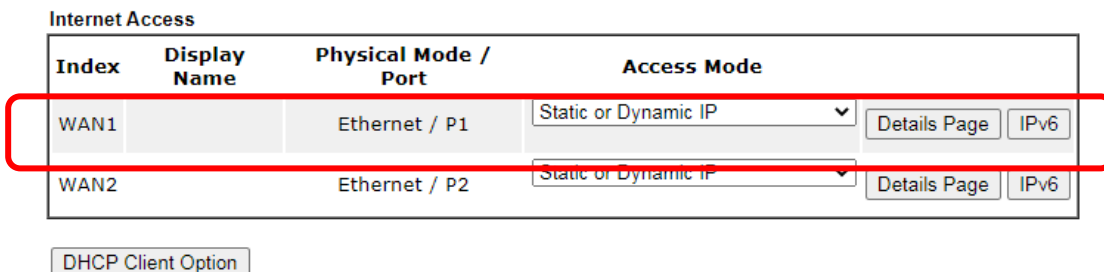 Internet Access
Index Display Name Physical Mode / Port Access Mode
WAN1 Ethernet / P1 Static or Dynamic IP Details Page IPv6
WAN2 Ethernet / P2 Static or Dynamic IP Details Page IPv6
DHCP Client Option